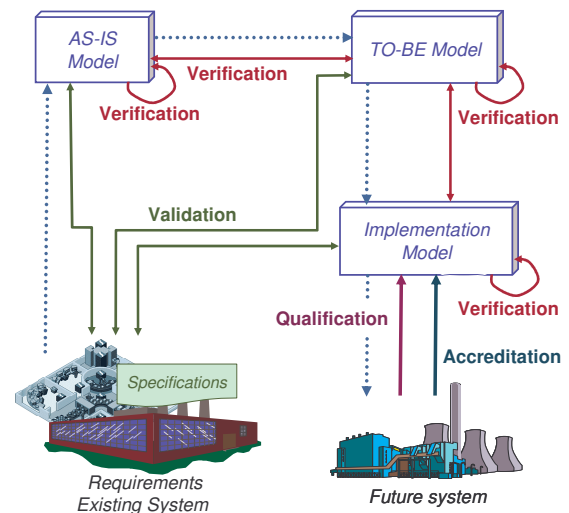 AS-IS
Model
TO-BE Model
Verification
Verification
Verification
Validation
Implementation
Model
Qualification
Verification
Accreditation
Specifications
Requirements
Existing System
Future system